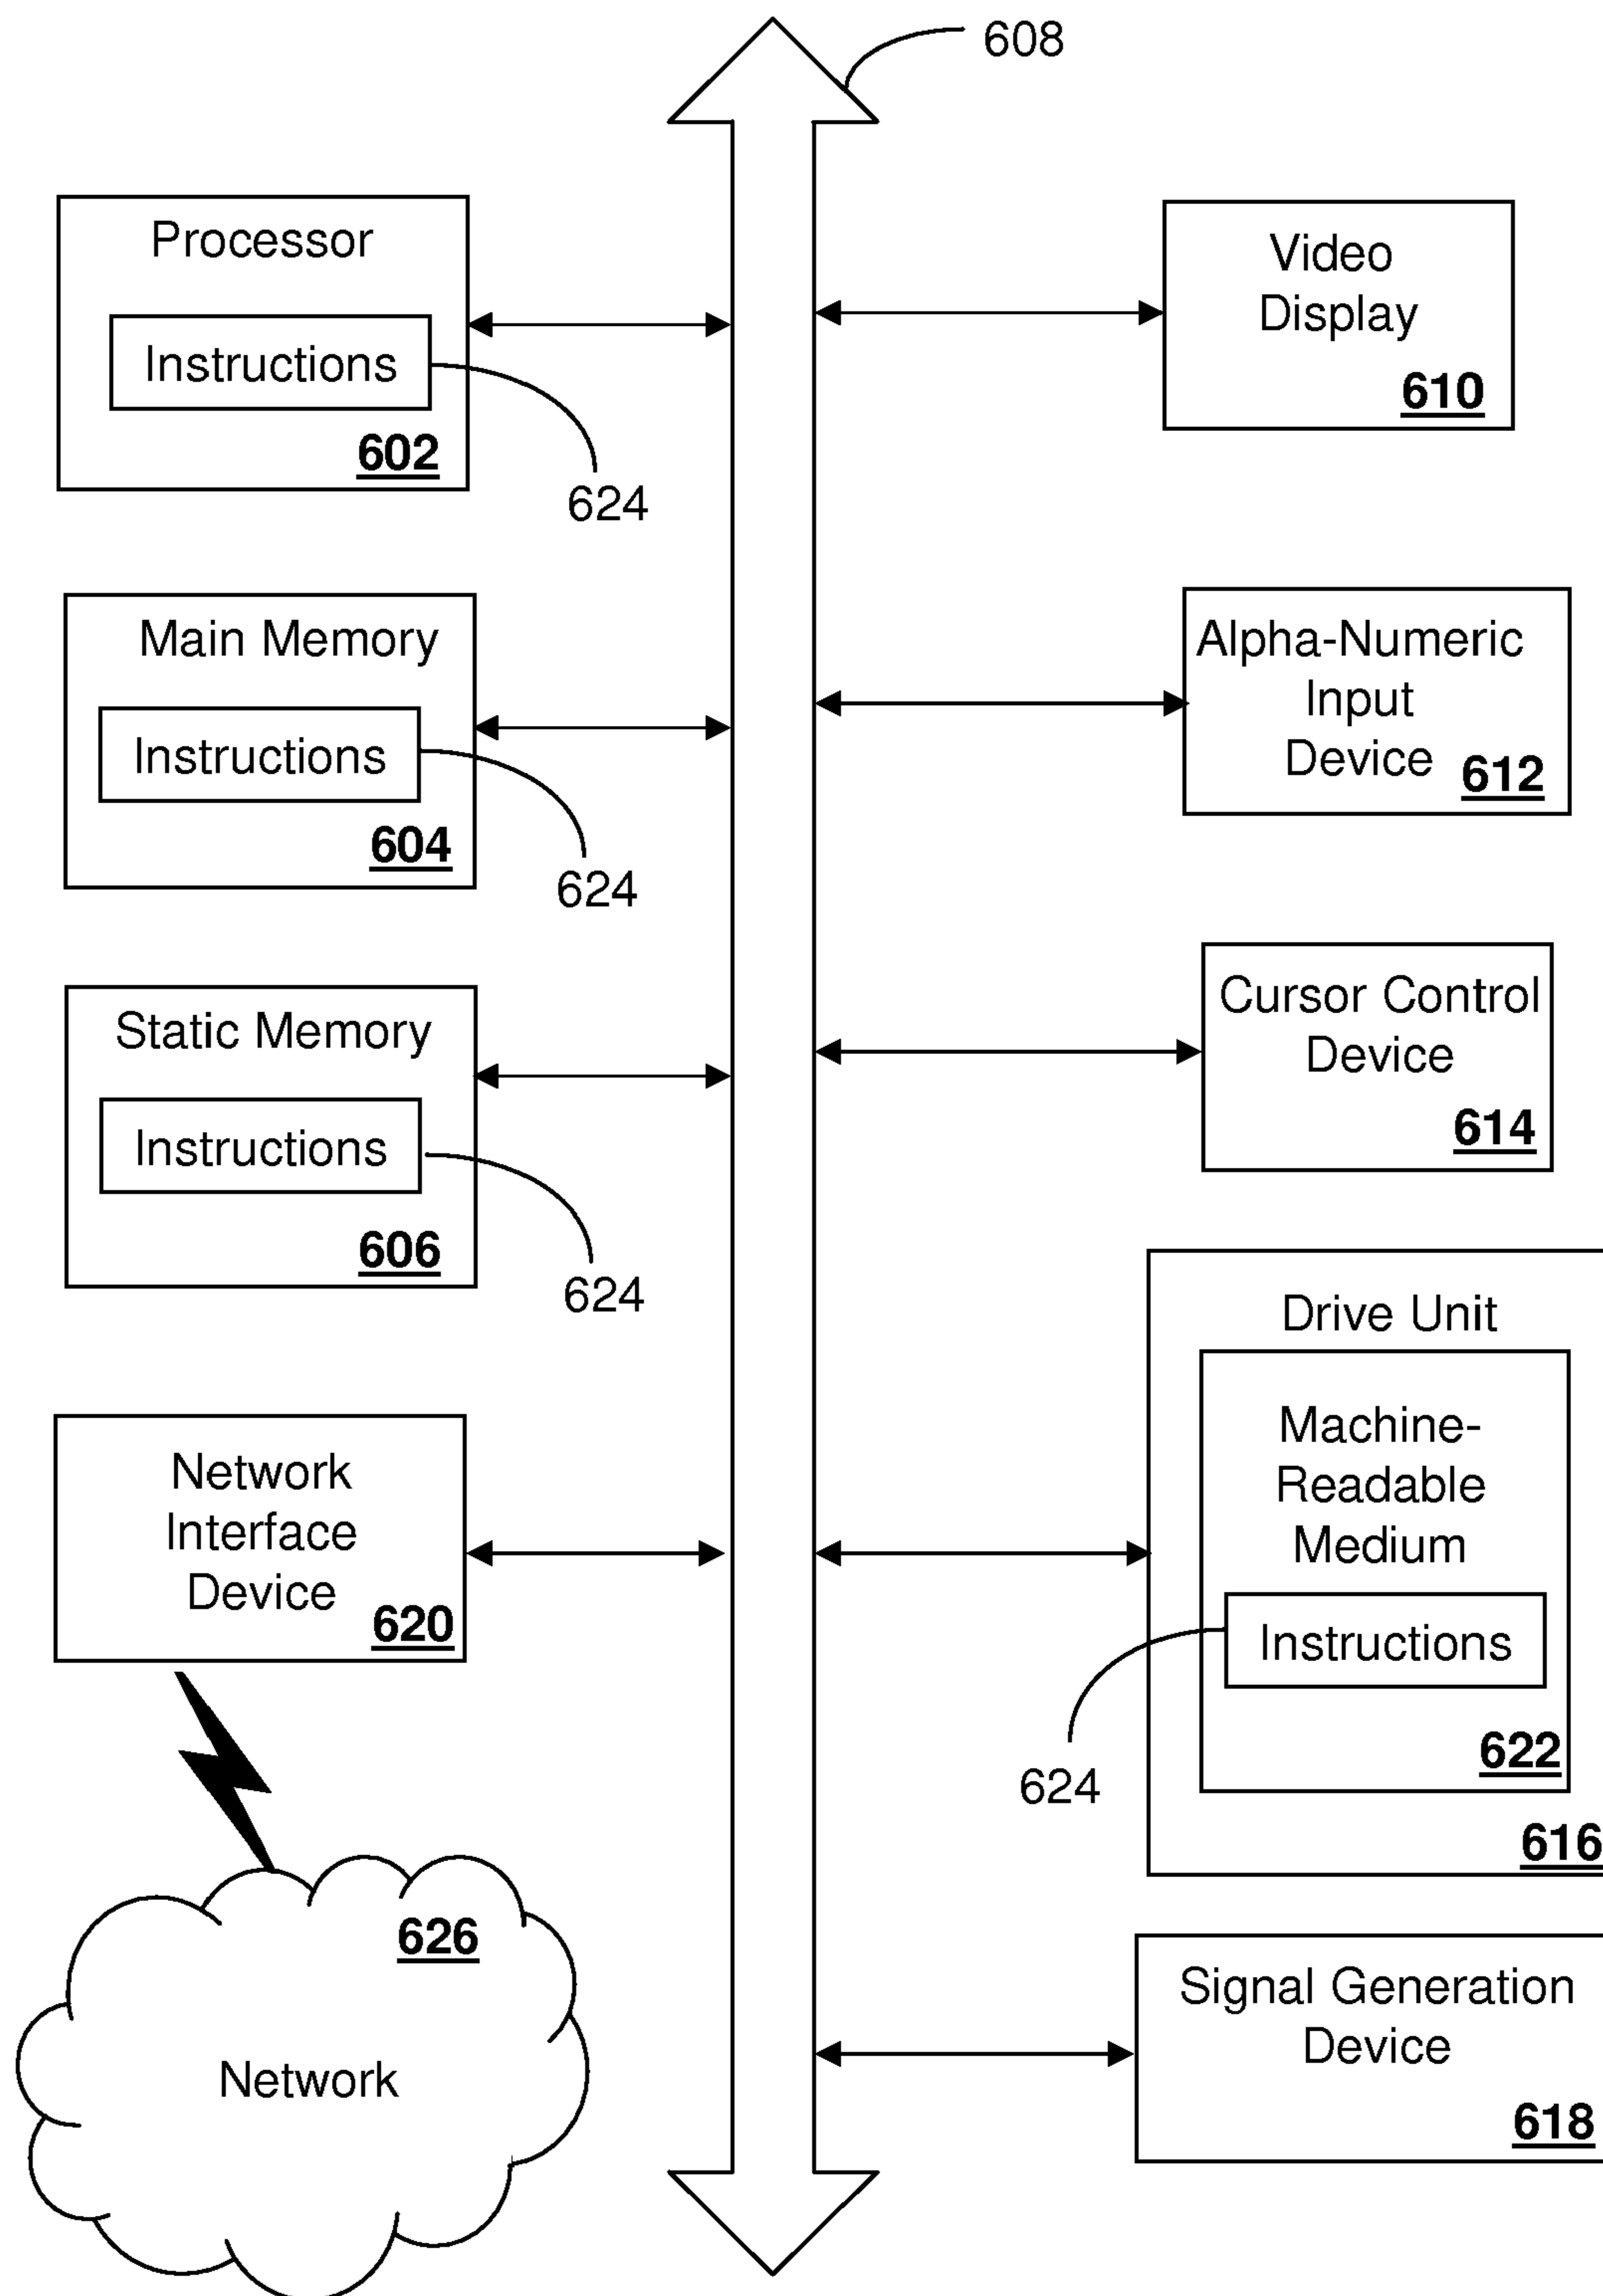 608
Processor
Instructions
602
624
Main Memory
Instructions
604
624
Static Memory
Instructions
606
624
Network
Interface
Device
620
626
Network
Video
Display
610
Alpha-Numeric
Input
Device
612
Cursor Control
Device
614
Drive Unit
Machine-
Readable
Medium
Instructions
622
624
616
Signal Generation
Device
618